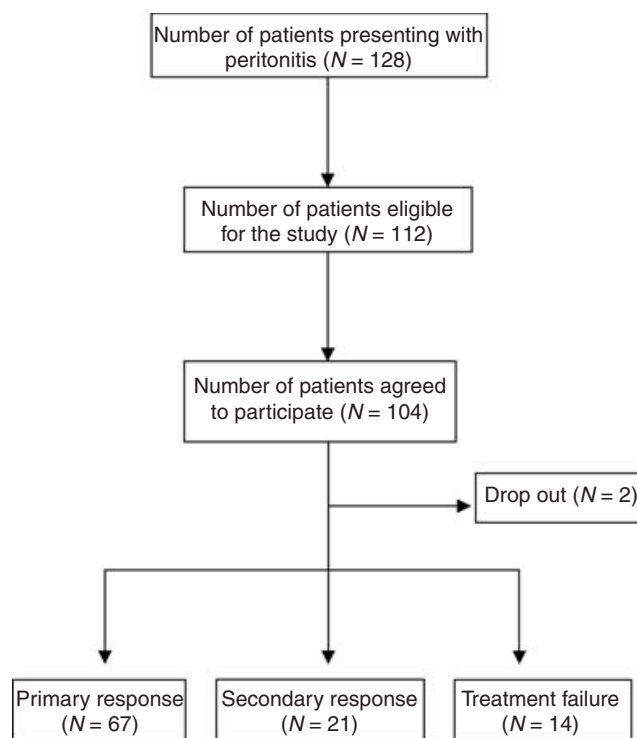 Number of patients presenting with
peritonitis (N = 128)
Number of patients eligible
for the study (N = 112)
Number of patients agreed
to participate (N = 104)
Drop out (N = 2)
Primary response
(N = 67)
Secondary response
(N = 21)
Treatment failure
(N = 14)